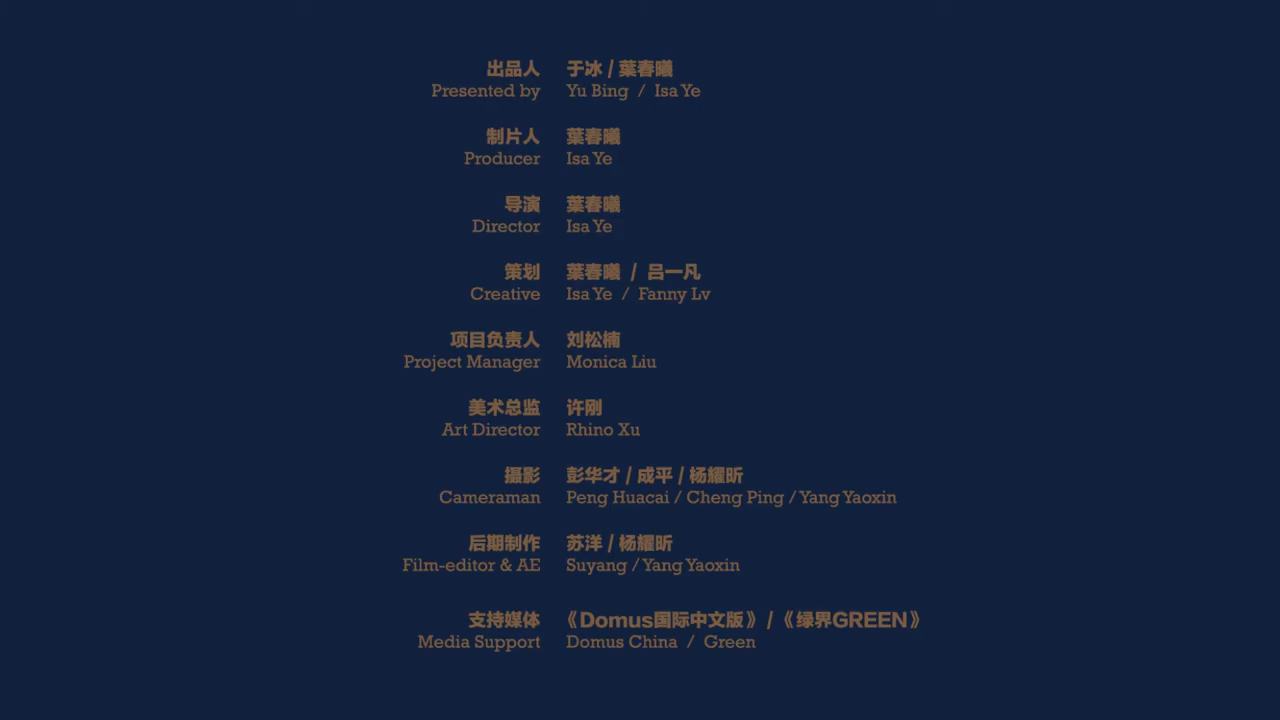 出品人 于冰 / 葉春曦
Presented by Yu Bing / Isa Ye
制片人 葉春曦
Producer Isa Ye
导演 葉春曦
Director Isa Ye
策划 葉春曦 / 吕一凡
Creative Isa Ye / Fanny Lv
项目负责人 刘松楠
Project Manager Monica Liu
美术总监 许刚
Art Director Rhino Xu
摄影 彭华才 / 成平 / 杨耀昕
Cameraman Peng Huacai / Cheng Ping / Yang Yaoxin
后期制作 苏洋 / 杨耀昕
Film-editor & AE Suyang / Yang Yaoxin
支持媒体 《Domus国际中文版》 / 《绿界GREEN》
Media Support Domus China / Green